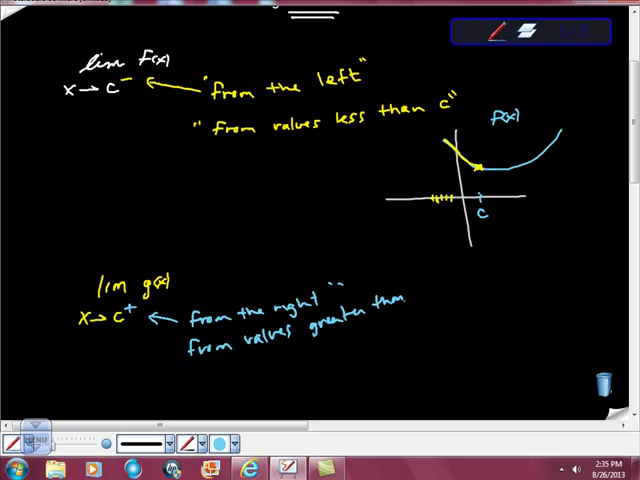 lim f(x)
x→c⁻
"from the left"
"from values less than c"
f(x)
c
lim g(x)
x→c⁺
from the right "
from values greater than
MENU
2:35 PM
8/26/2013